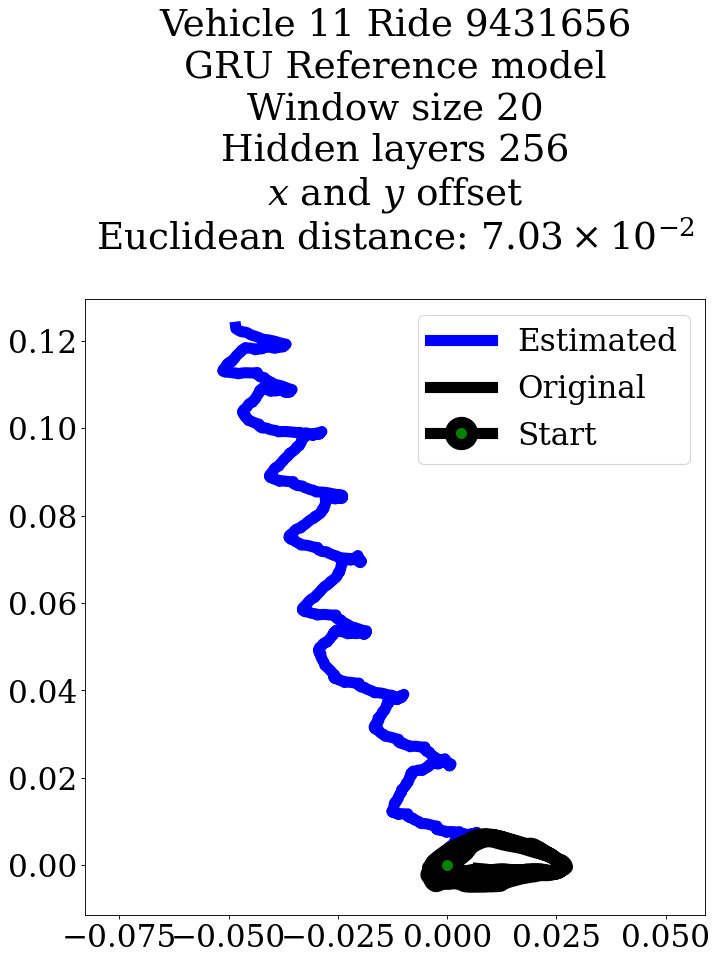 Vehicle 11 Ride 9431656
GRU Reference model
Window size 20
Hidden layers 256
x and y offset
Euclidean distance: 7.03 × 10⁻²
Estimated
Original
Start
0.12
0.10
0.08
0.06
0.04
0.02
0.00
−0.075 −0.050 −0.025 0.000 0.025 0.050